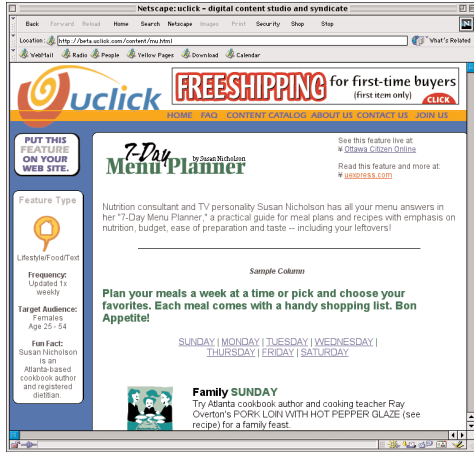 Netscape: uclick – digital content studio and syndicate
Back Forward Reload Home Search Netscape Images Print Security Shop Stop
Location: http://beta.uclick.com/content/mu.html
What's Related
WebMail Radio People Yellow Pages Download Calendar
uclick
FREE SHIPPING for first-time buyers
(first item only)
CLICK
HOME FAQ CONTENT CATALOG ABOUT US CONTACT US JOIN US
PUT THIS
FEATURE
ON YOUR
WEB SITE.
Feature Type
Lifestyle/Food/Text
Frequency:
Updated 1x
weekly
Target Audience:
Females
Age 25 - 54
Fun Fact:
Susan Nicholson
is an
Atlanta-based
cookbook author
and registered
dietitian.
7-Day
Menu Planner
by Susan Nicholson
See this feature live at:
¥ Ottawa Citizen Online
Read this feature and more at:
¥ uexpress.com
Nutrition consultant and TV personality Susan Nicholson has all your menu answers in
her "7-Day Menu Planner," a practical guide for meal plans and recipes with emphasis on
nutrition, budget, ease of preparation and taste -- including your leftovers!
Sample Column
Plan your meals a week at a time or pick and choose your
favorites. Each meal comes with a handy shopping list. Bon
Appetite!
SUNDAY | MONDAY | TUESDAY | WEDNESDAY |
THURSDAY | FRIDAY | SATURDAY
Family SUNDAY
Try Atlanta cookbook author and cooking teacher Ray
Overton's PORK LOIN WITH HOT PEPPER GLAZE (see
recipe) for a family feast.